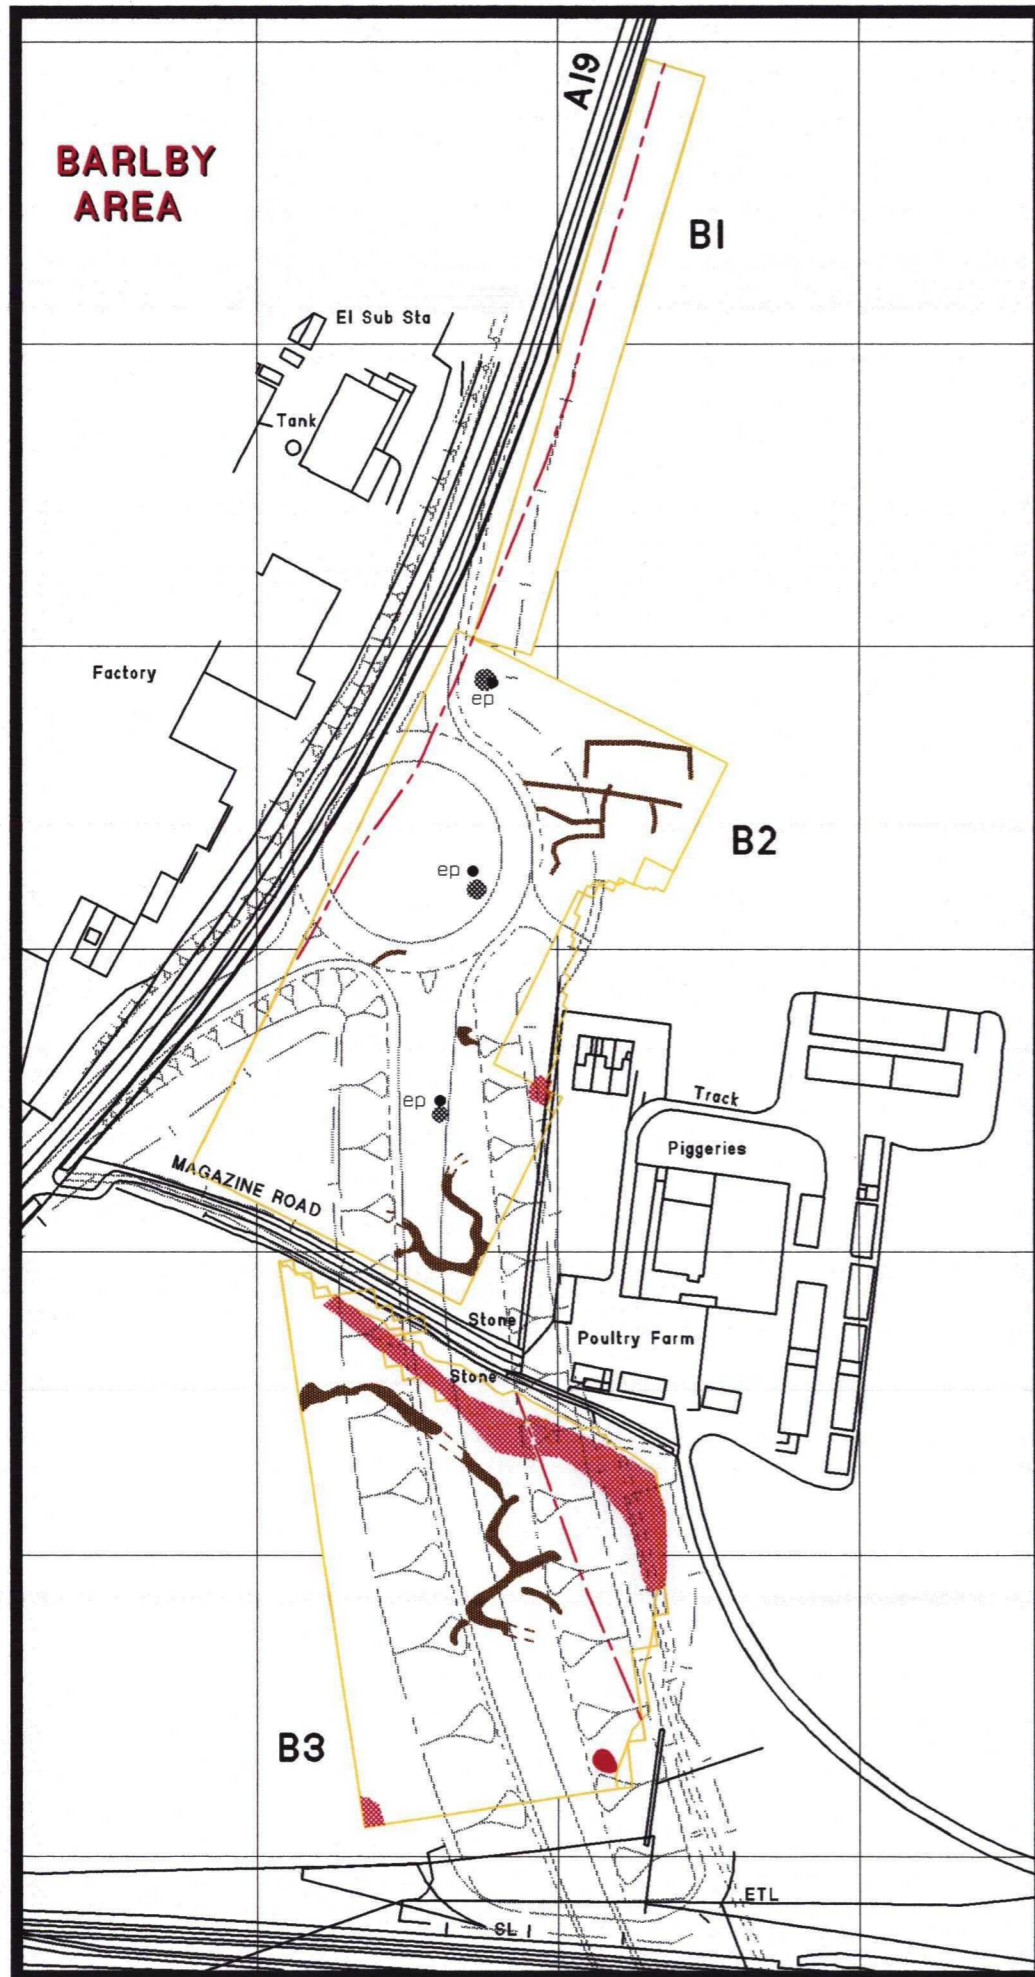 BARLBY
AREA
A19
B1
El Sub Sta
Tank
Factory
ep
B2
ep
ep
Track
Piggeries
MAGAZINE ROAD
Stone
Poultry Farm
Stone
B3
ETL
SL